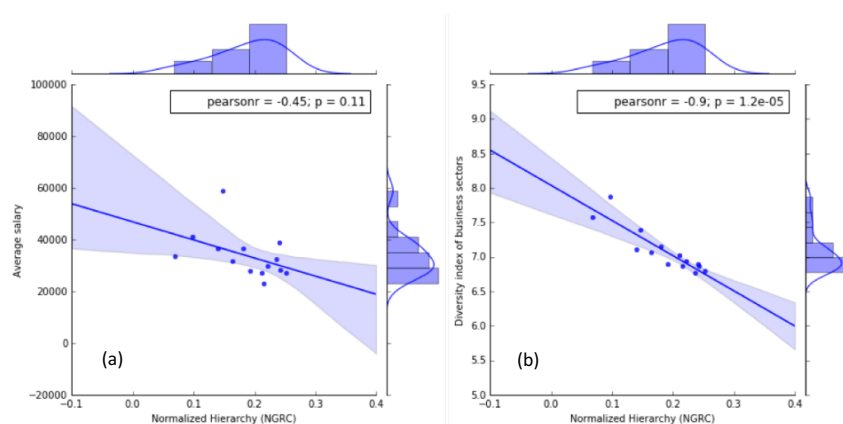 pearsonr = -0.45; p = 0.11
100000
80000
60000
40000
20000
0
−20000
Average salary
(a)
−0.1 0.0 0.1 0.2 0.3 0.4
Normalized Hierarchy (NGRC)
pearsonr = -0.9; p = 1.2e-05
9.5
9.0
8.5
8.0
7.5
7.0
6.5
6.0
5.5
5.0
Diversity index of business sectors
(b)
−0.1 0.0 0.1 0.2 0.3 0.4
Normalized Hierarchy (NGRC)